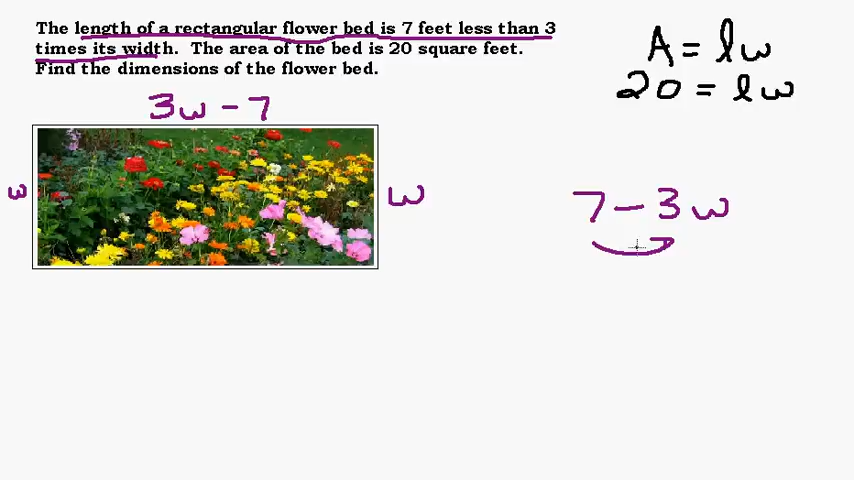 The length of a rectangular flower bed is 7 feet less than 3
times its width. The area of the bed is 20 square feet.
Find the dimensions of the flower bed.
A = lw
20 = lw
3w - 7
w
w
7 - 3w